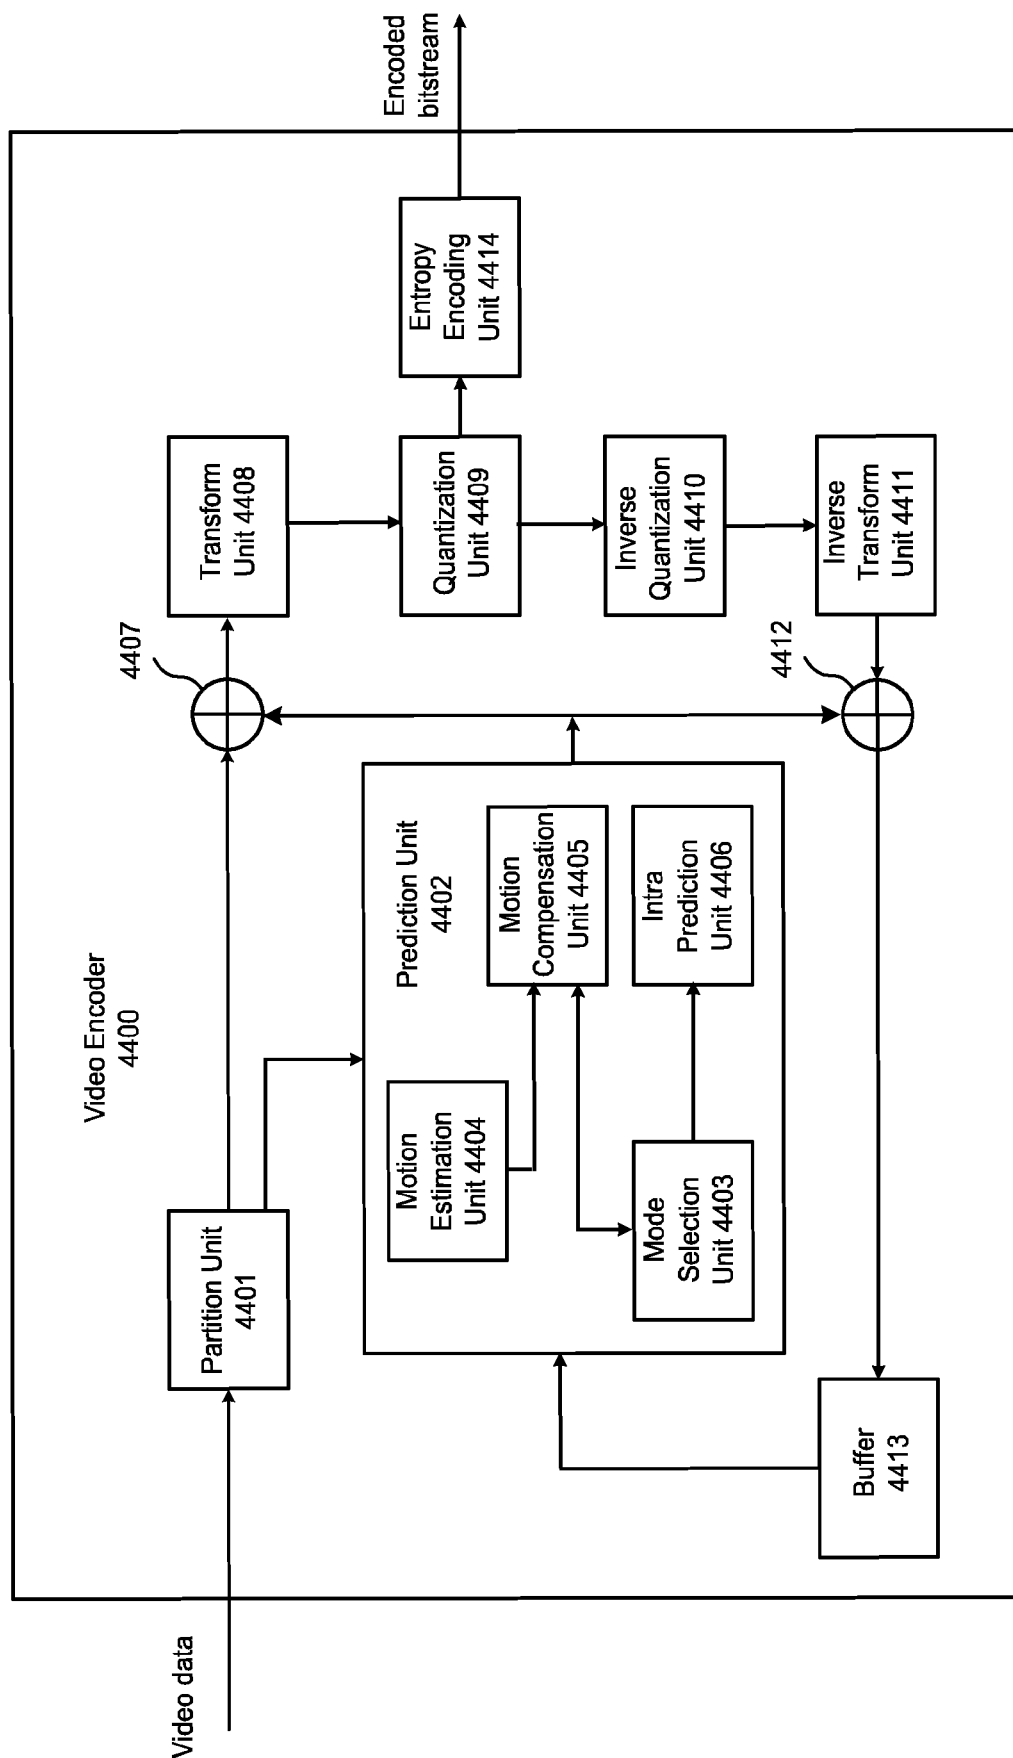 Video Encoder
4400
Video data
Partition Unit
4401
4407
Transform
Unit 4408
Prediction Unit
4402
Motion
Estimation
Unit 4404
Motion
Compensation
Unit 4405
Mode
Selection
Unit 4403
Intra
Prediction
Unit 4406
Quantization
Unit 4409
Entropy
Encoding
Unit 4414
Encoded
bitstream
Inverse
Quantization
Unit 4410
Inverse
Transform
Unit 4411
4412
Buffer
4413